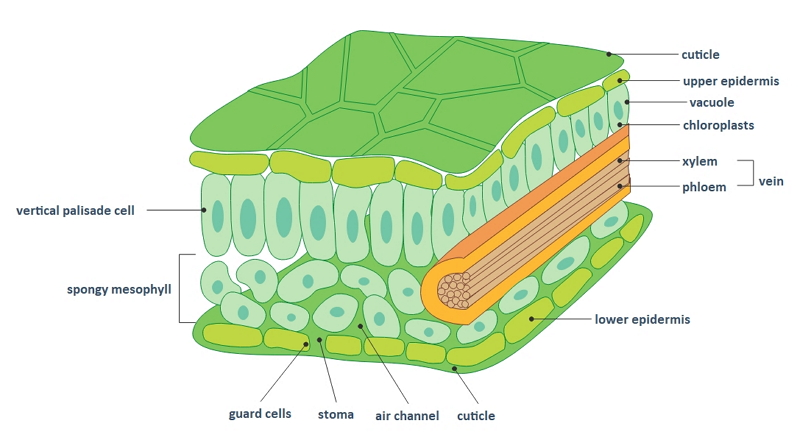 cuticle
upper epidermis
vacuole
chloroplasts
xylem
vein
phloem
vertical palisade cell
spongy mesophyll
lower epidermis
guard cells
stoma
air channel
cuticle